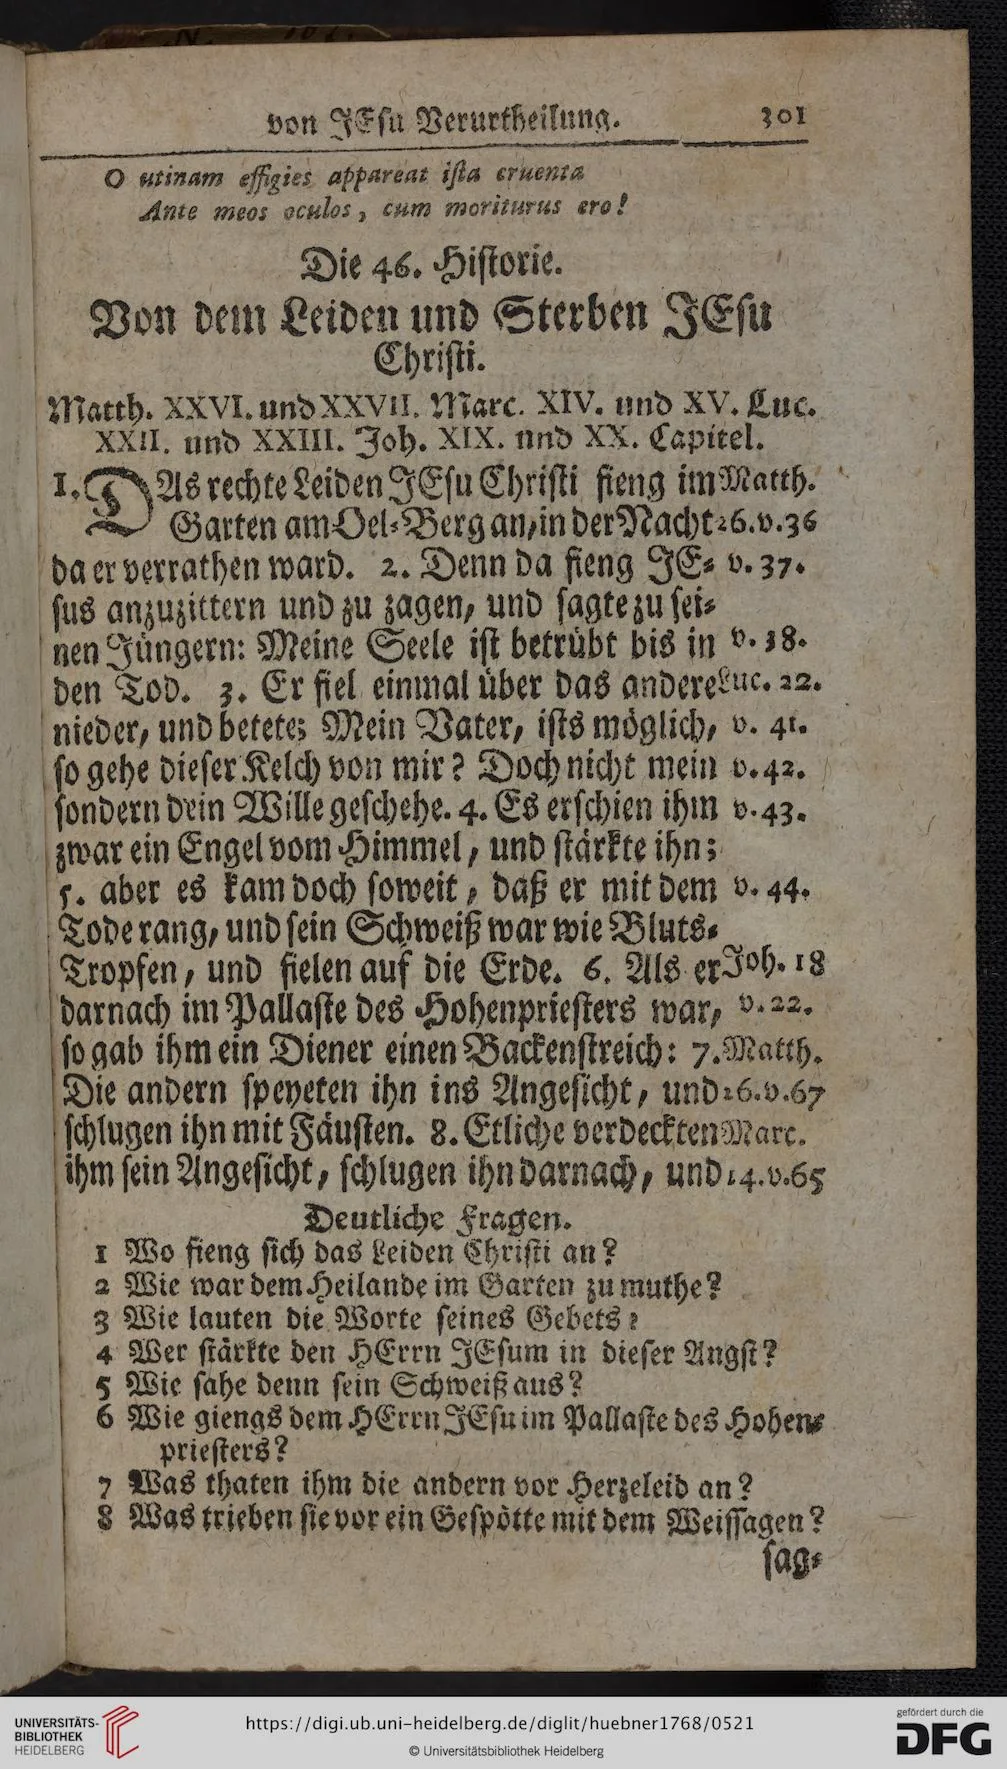 von JEsu Verurtheilung. 301
O utinam effigies appareat ista cruenta
Ante meos oculos, cum moriturus ero!
Die 46. Historie.
Von dem Leiden und Sterben JEsu
Christi.
Matth. XXVI. und XXVII. Marc. XIV. und XV. Luc.
XXII. und XXIII. Joh. XIX. nnd XX. Capitel.
1. DAs rechte Leiden JEsu Christi fieng im Matth.
Garten am Oel-Berg an, in der Nacht 26. v. 36
da er verrathen ward. 2. Denn da fieng JE- v. 37.
sus anzuzittern und zu zagen, und sagte zu sei-
nen Jüngern: Meine Seele ist betrübt bis in v. 38.
den Tod. 3. Er fiel einmal über das andere Luc. 22.
nieder, und betete; Mein Vater, ists möglich, v. 41.
so gehe dieser Kelch von mir? Doch nicht mein v. 42.
sondern dein Wille geschehe. 4. Es erschien ihm v. 43.
zwar ein Engel vom Himmel, und stärkte ihn;
5. aber es kam doch soweit, daß er mit dem v. 44.
Tode rang, und sein Schweiß war wie Bluts-
Tropfen, und fielen auf die Erde. 6. Als er Joh. 18
darnach im Pallaste des Hohenpriesters war, v. 22.
so gab ihm ein Diener einen Backenstreich: 7. Matth.
Die andern speyeten ihn ins Angesicht, und 26. v. 67
schlugen ihn mit Fäusten. 8. Etliche verdeckten Marc.
ihm sein Angesicht, schlugen ihn darnach, und 14. v. 65
Deutliche Fragen.
1 Wo fieng sich das Leiden Christi an?
2 Wie war dem Heilande im Garten zu muthe?
3 Wie lauten die Worte seines Gebets?
4 Wer stärkte den HErrn JEsum in dieser Angst?
5 Wie sahe denn sein Schweiß aus?
6 Wie giengs dem HErrn JEsu im Pallaste des Hohen-
priesters?
7 Was thaten ihm die andern vor Herzeleid an?
8 Was trieben sie vor ein Gespötte mit dem Weissagen?
sag-
UNIVERSITÄTS-
BIBLIOTHEK
HEIDELBERG
https://digi.ub.uni-heidelberg.de/diglit/huebner1768/0521
© Universitätsbibliothek Heidelberg
gefördert durch die
DFG